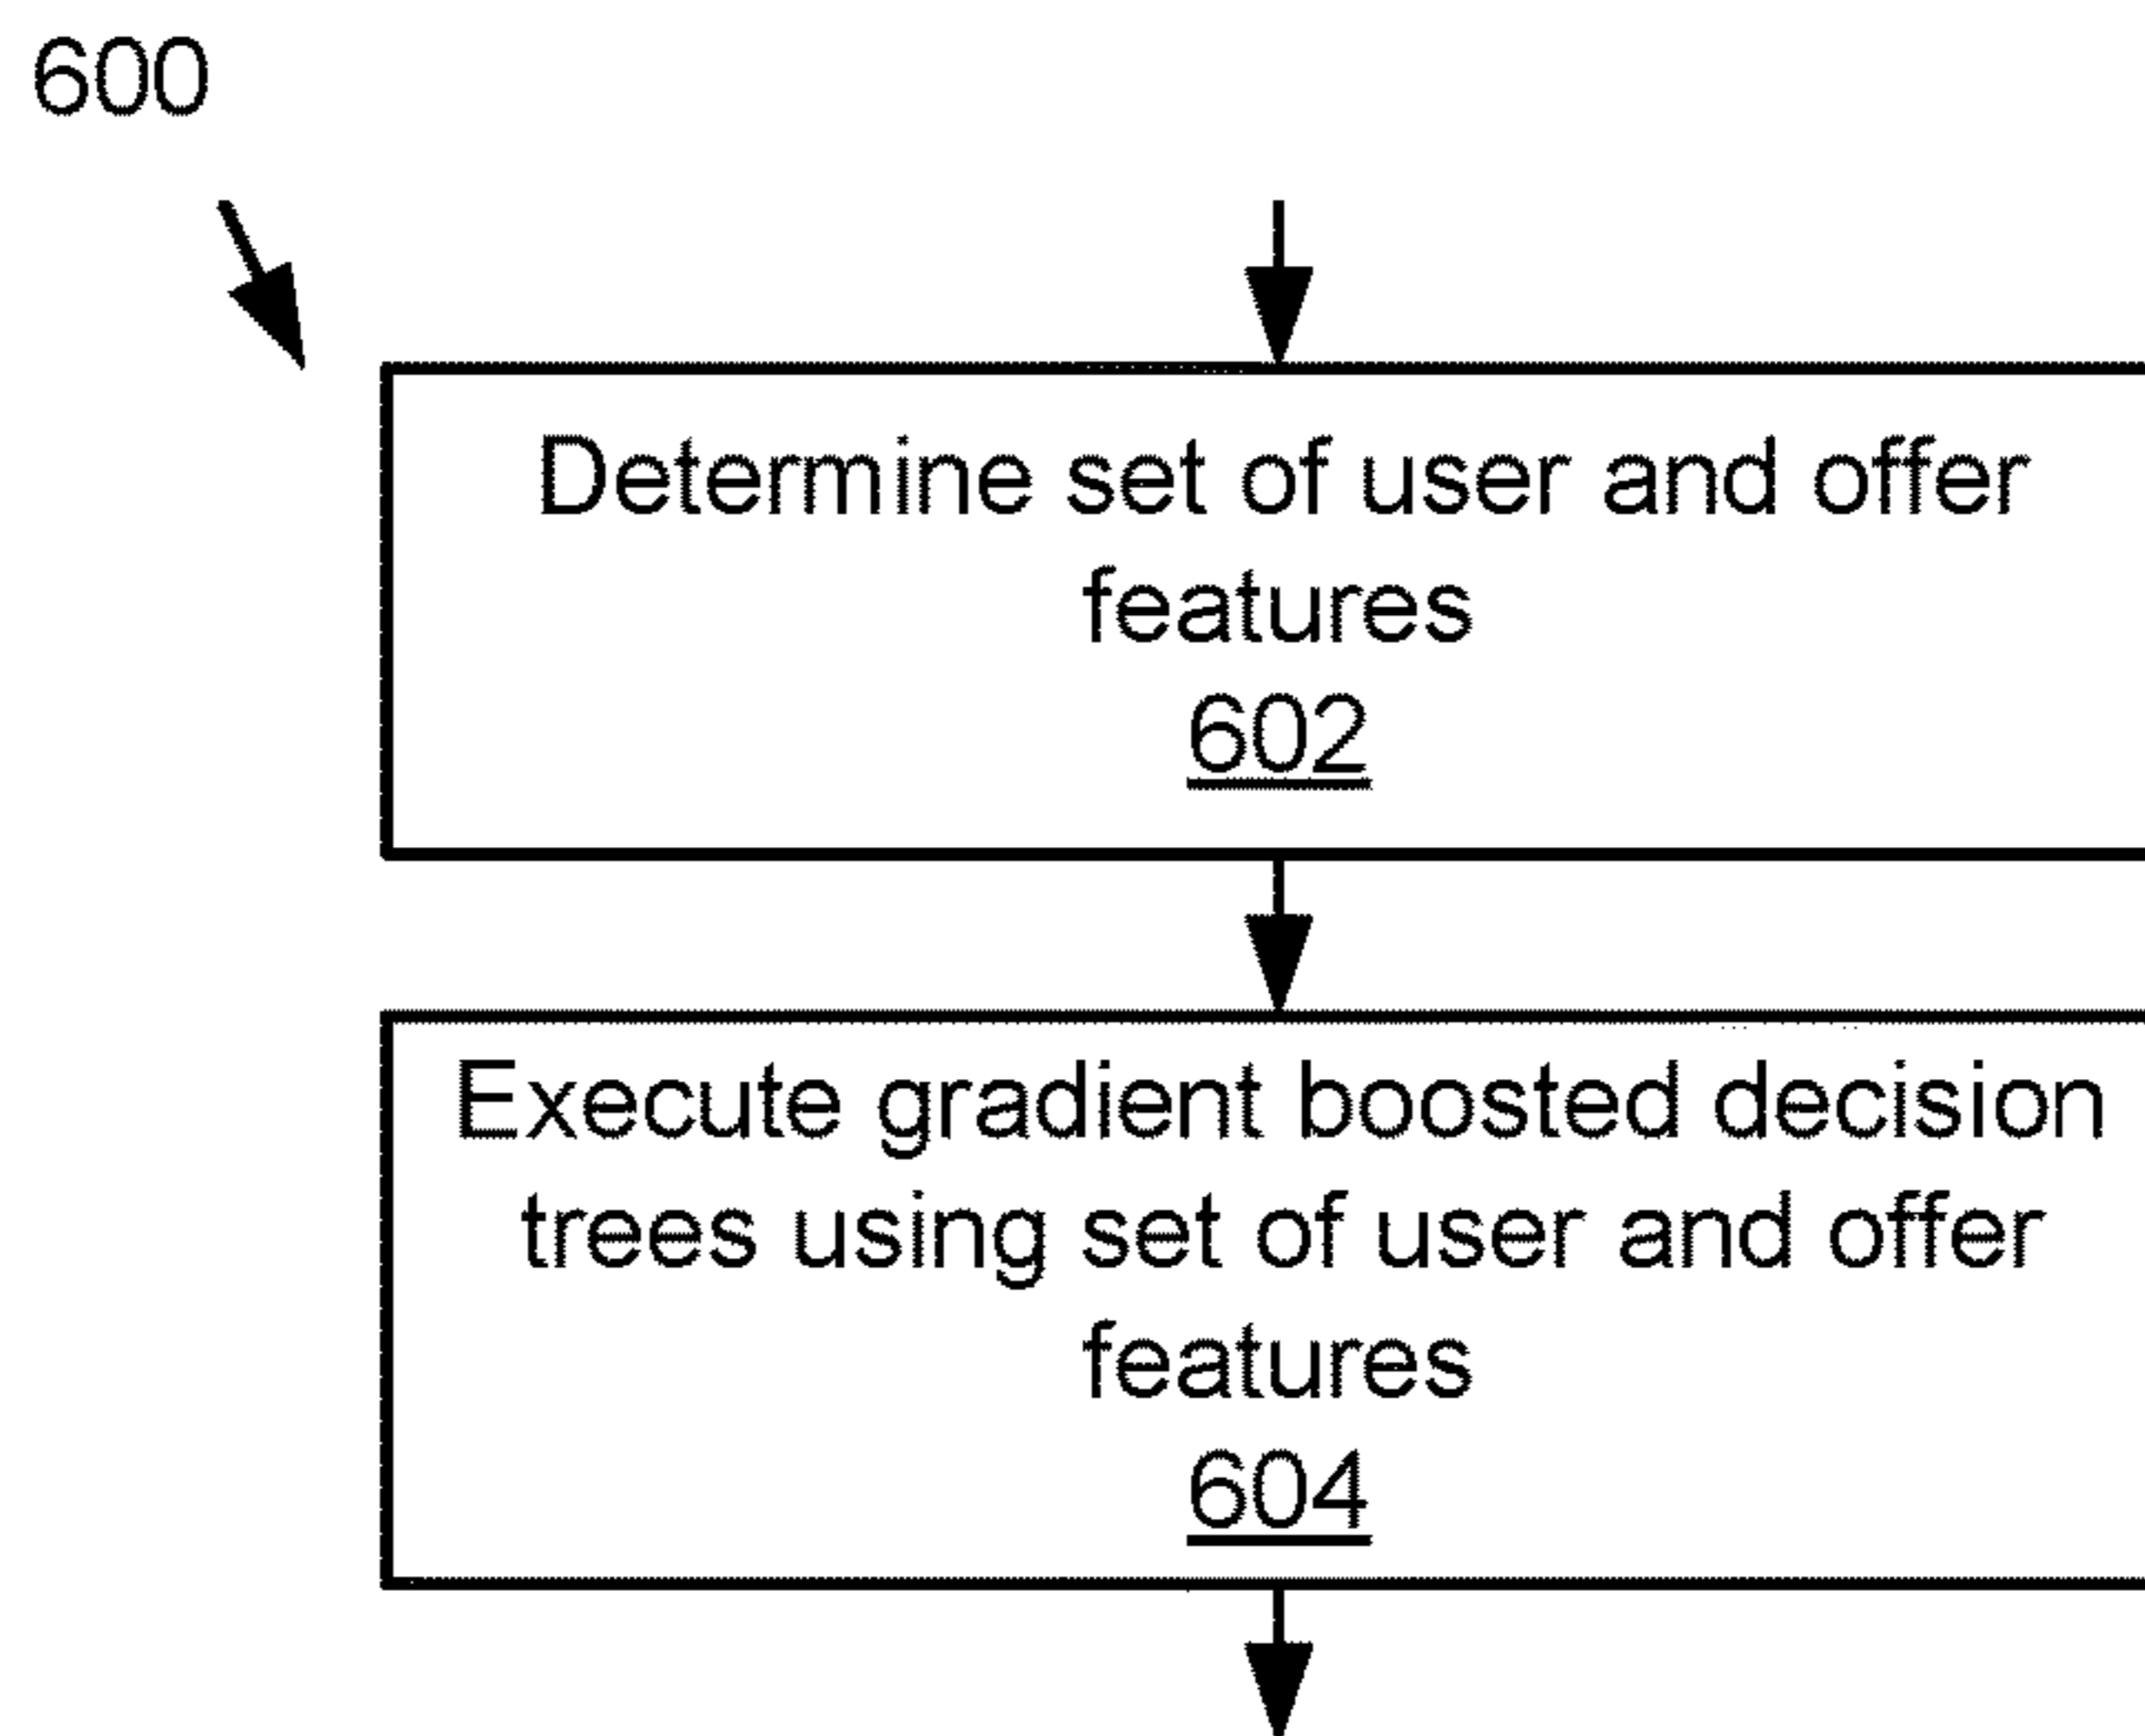 600
Determine set of user and offer
features
602
Execute gradient boosted decision
trees using set of user and offer
features
604